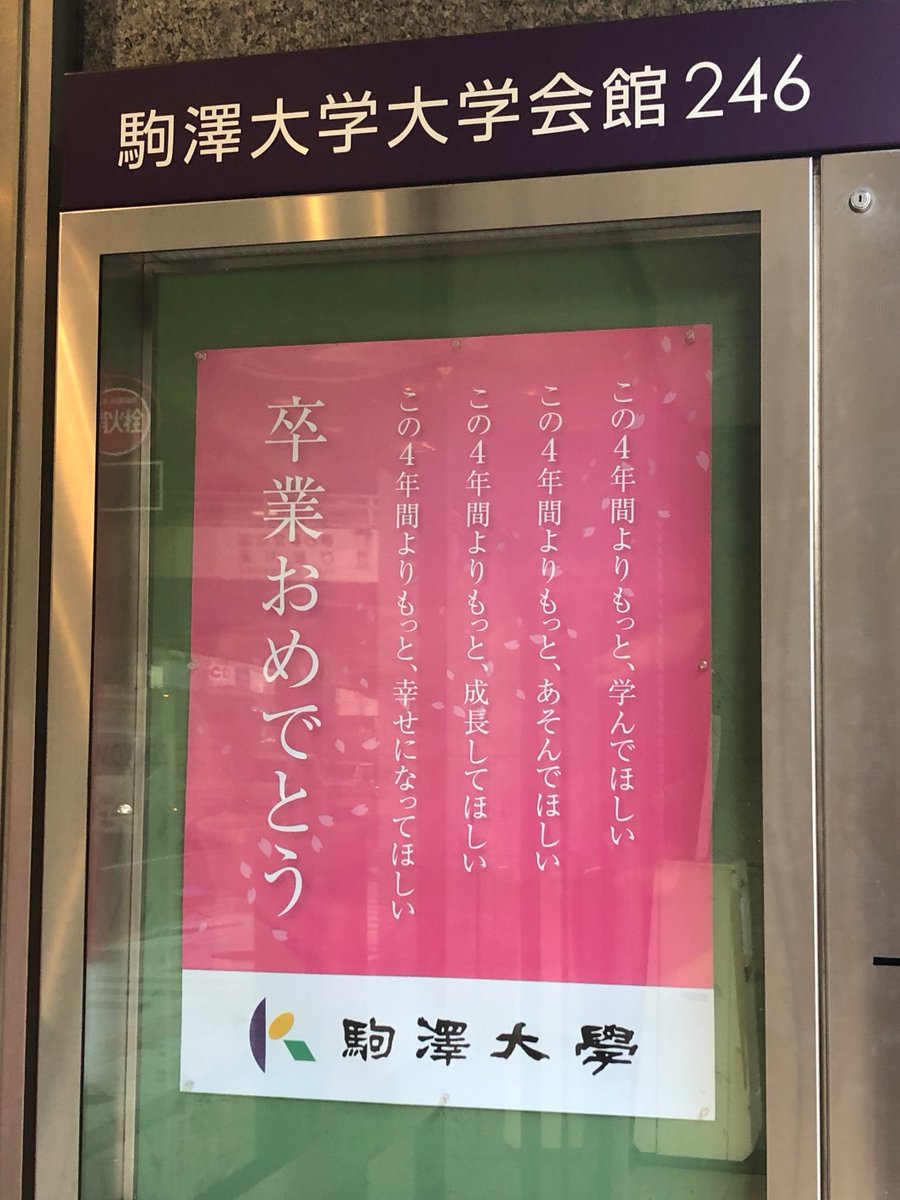 駒澤大学大学会館246
この4年間よりもっと、学んでほしい
この4年間よりもっと、あそんでほしい
この4年間よりもっと、成長してほしい
この4年間よりもっと、幸せになってほしい
卒業おめでとう
駒澤大學